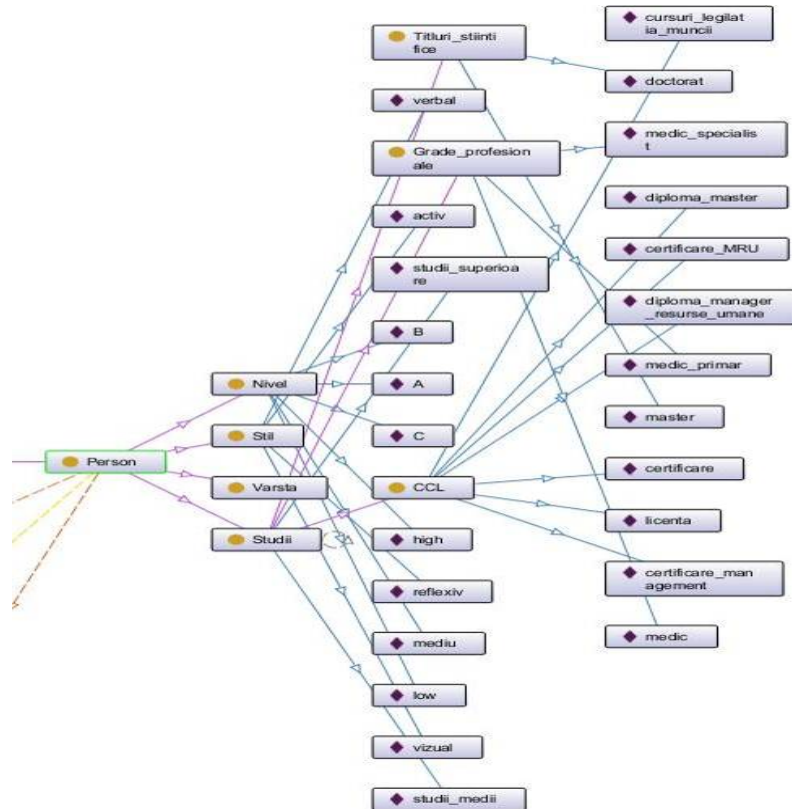 Person
Nivel
Stil
Varsta
Studii
Titluri_stiintifice
fice
verbal
Grade_profesion
ale
activ
studii_superioa
re
B
A
C
CCL
high
reflexiv
mediu
low
vizual
studii_medii
cursuri_legilat
ia_muncii
doctorat
medic_specialis
t
diploma_master
certificare_MRU
diploma_manager
_resurse_umane
medic_primar
master
certificare
licenta
certificare_man
agement
medic